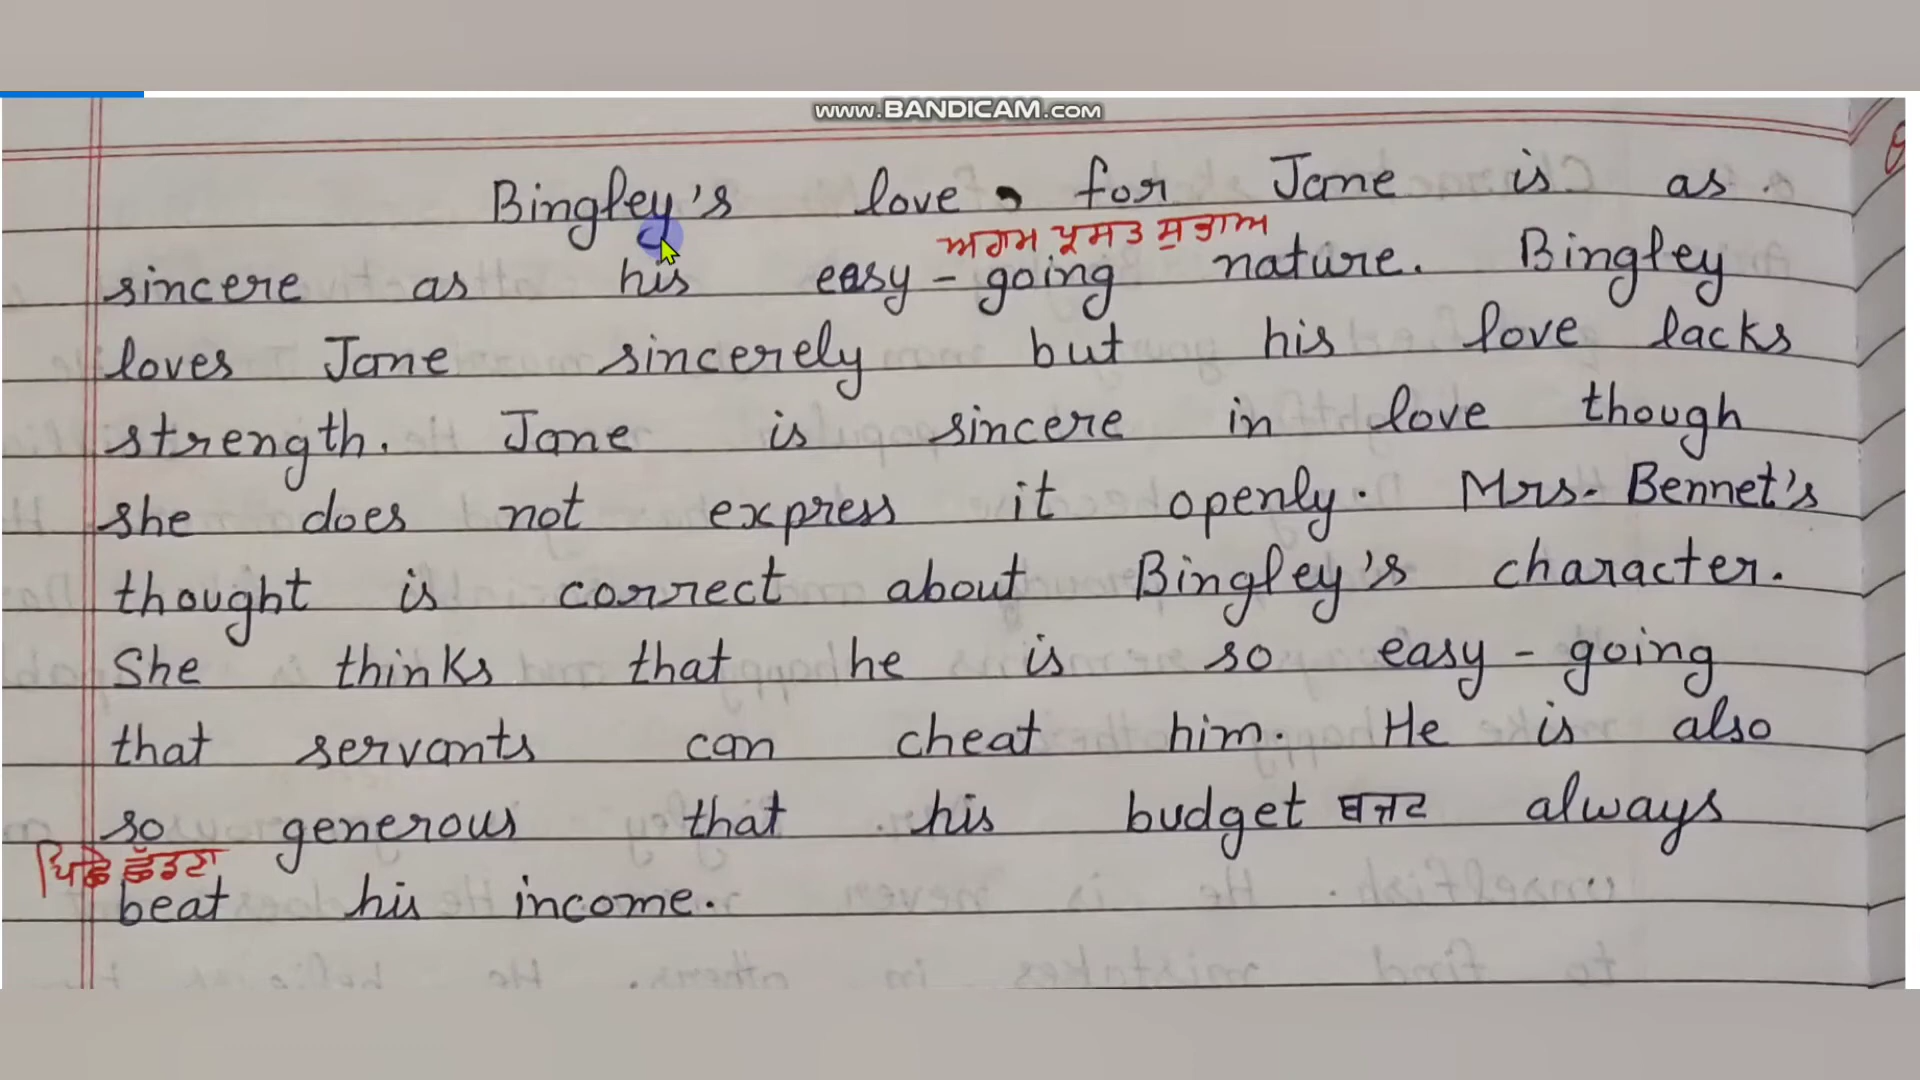 www.BANDICAM.com
Bingley's love for Jane is as
ਅਰਾਮ ਪ੍ਰਸਤ ਸੁਭਾਅ
sincere as his easy-going nature. Bingley
loves Jane sincerely but his love lacks
strength. Jane is sincere in love though
she does not express it openly. Mrs. Bennet's
thought is correct about Bingley's character.
She thinks that he is so easy-going
that servants can cheat him. He is also
so generous that his budget ਬਜਟ always
ਪਿਛੇ ਛੱਡਣਾ
beat his income.